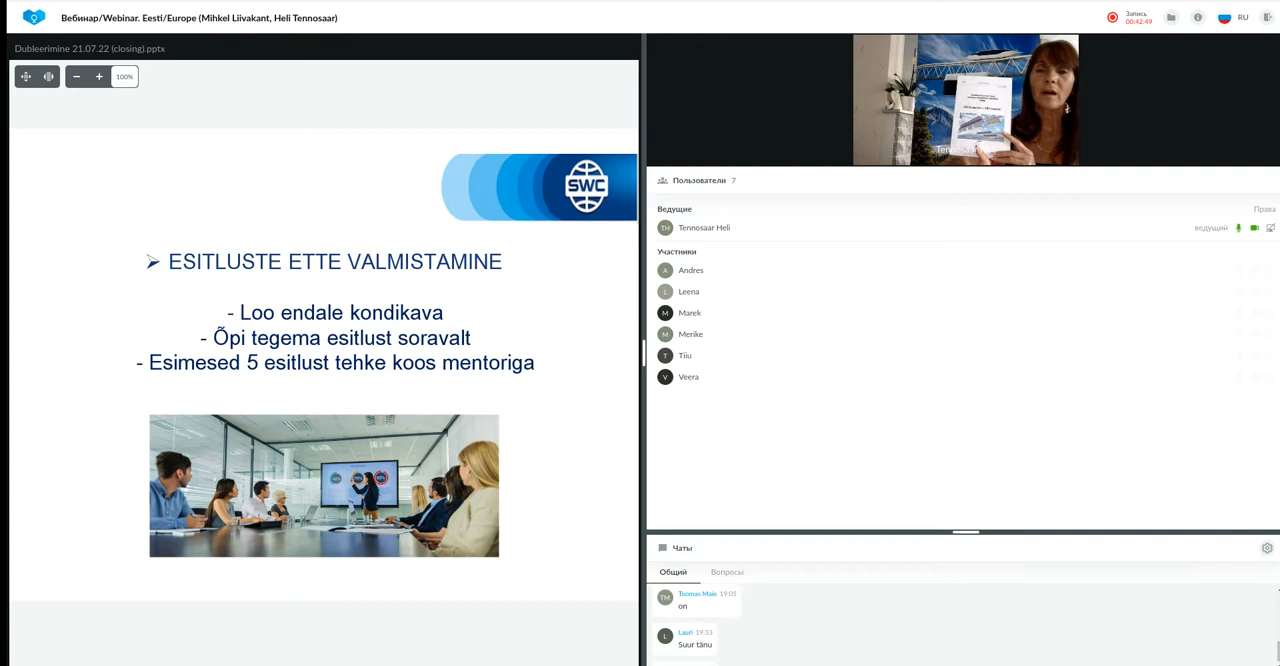 Вебинар/Webinar. Eesti/Europe (Mihkel Liivakant, Heli Tennosaar)
Запись
00:42:49
RU
Dubleerimine 21.07.22 (closing).pptx
100%
SWC
➢ ESITLUSTE ETTE VALMISTAMINE
- Loo endale kondikava
- Õpi tegema esitlust soravalt
- Esimesed 5 esitlust tehke koos mentoriga
Пользователи 7
Ведущие
Права
TH Tennosaar Heli
ведущий
Участники
A Andres
L Leena
M Marek
M Merike
T Tiiu
V Veera
Чаты
Общий
Вопросы
TM Toomas Maie 19:05
on
L Lauri 19:33
Suur tänu